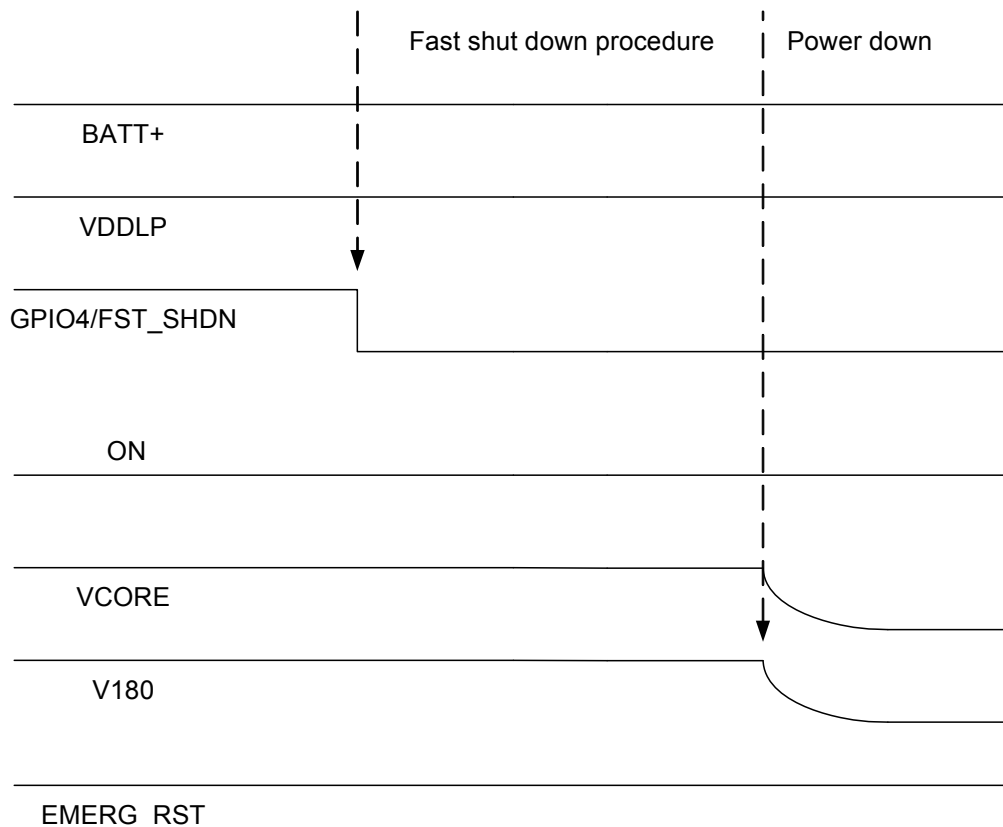 Fast shut down procedure
Power down
BATT+
VDDLP
GPIO4/FST_SHDN
ON
VCORE
V180
EMERG_RST